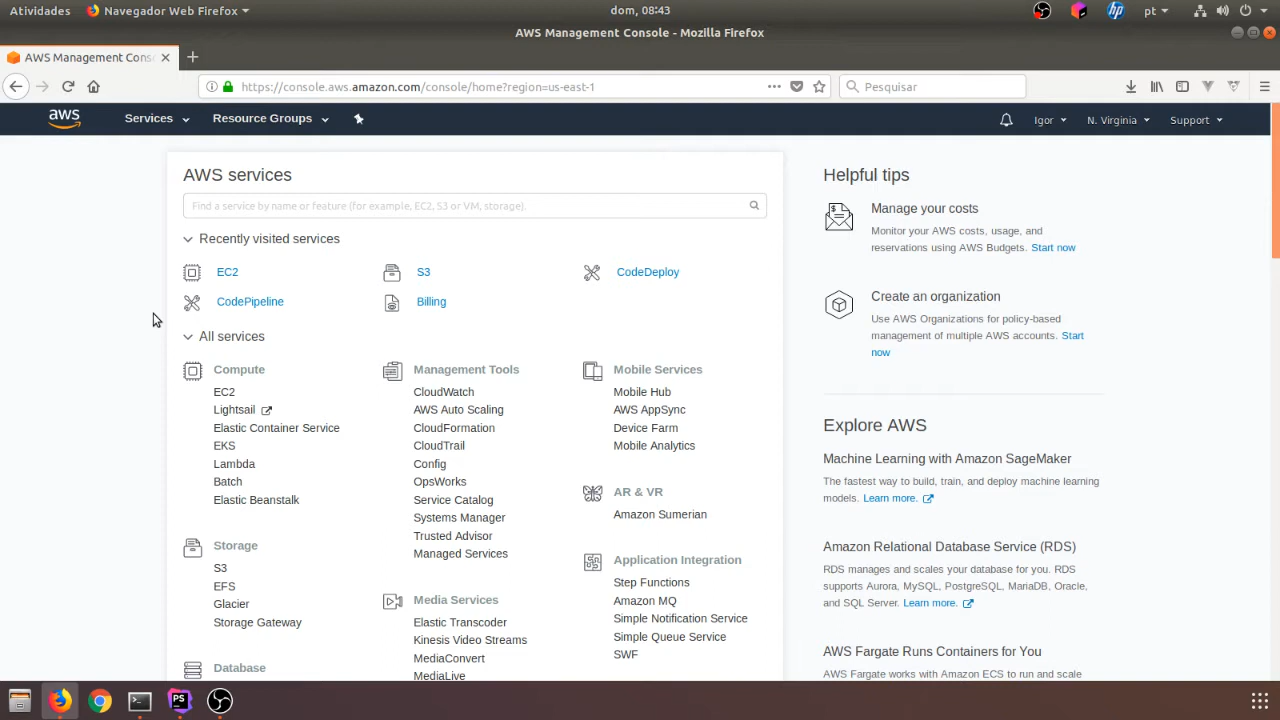 Atividades
Navegador Web Firefox
dom, 08:43
pt
AWS Management Console - Mozilla Firefox
AWS Management Cons
https://console.aws.amazon.com/console/home?region=us-east-1
Pesquisar
aws
Services
Resource Groups
Igor
N. Virginia
Support
AWS services
Find a service by name or feature (for example, EC2, S3 or VM, storage).
Recently visited services
EC2
S3
CodeDeploy
CodePipeline
Billing
All services
Compute
EC2
Lightsail
Elastic Container Service
EKS
Lambda
Batch
Elastic Beanstalk
Storage
S3
EFS
Glacier
Storage Gateway
Database
Management Tools
CloudWatch
AWS Auto Scaling
CloudFormation
CloudTrail
Config
OpsWorks
Service Catalog
Systems Manager
Trusted Advisor
Managed Services
Media Services
Elastic Transcoder
Kinesis Video Streams
MediaConvert
MediaLive
Mobile Services
Mobile Hub
AWS AppSync
Device Farm
Mobile Analytics
AR & VR
Amazon Sumerian
Application Integration
Step Functions
Amazon MQ
Simple Notification Service
Simple Queue Service
SWF
Helpful tips
Manage your costs
Monitor your AWS costs, usage, and
reservations using AWS Budgets. Start now
Create an organization
Use AWS Organizations for policy-based
management of multiple AWS accounts. Start
now
Explore AWS
Machine Learning with Amazon SageMaker
The fastest way to build, train, and deploy machine learning
models. Learn more.
Amazon Relational Database Service (RDS)
RDS manages and scales your database for you. RDS
supports Aurora, MySQL, PostgreSQL, MariaDB, Oracle,
and SQL Server. Learn more.
AWS Fargate Runs Containers for You
AWS Fargate works with Amazon ECS to run and scale